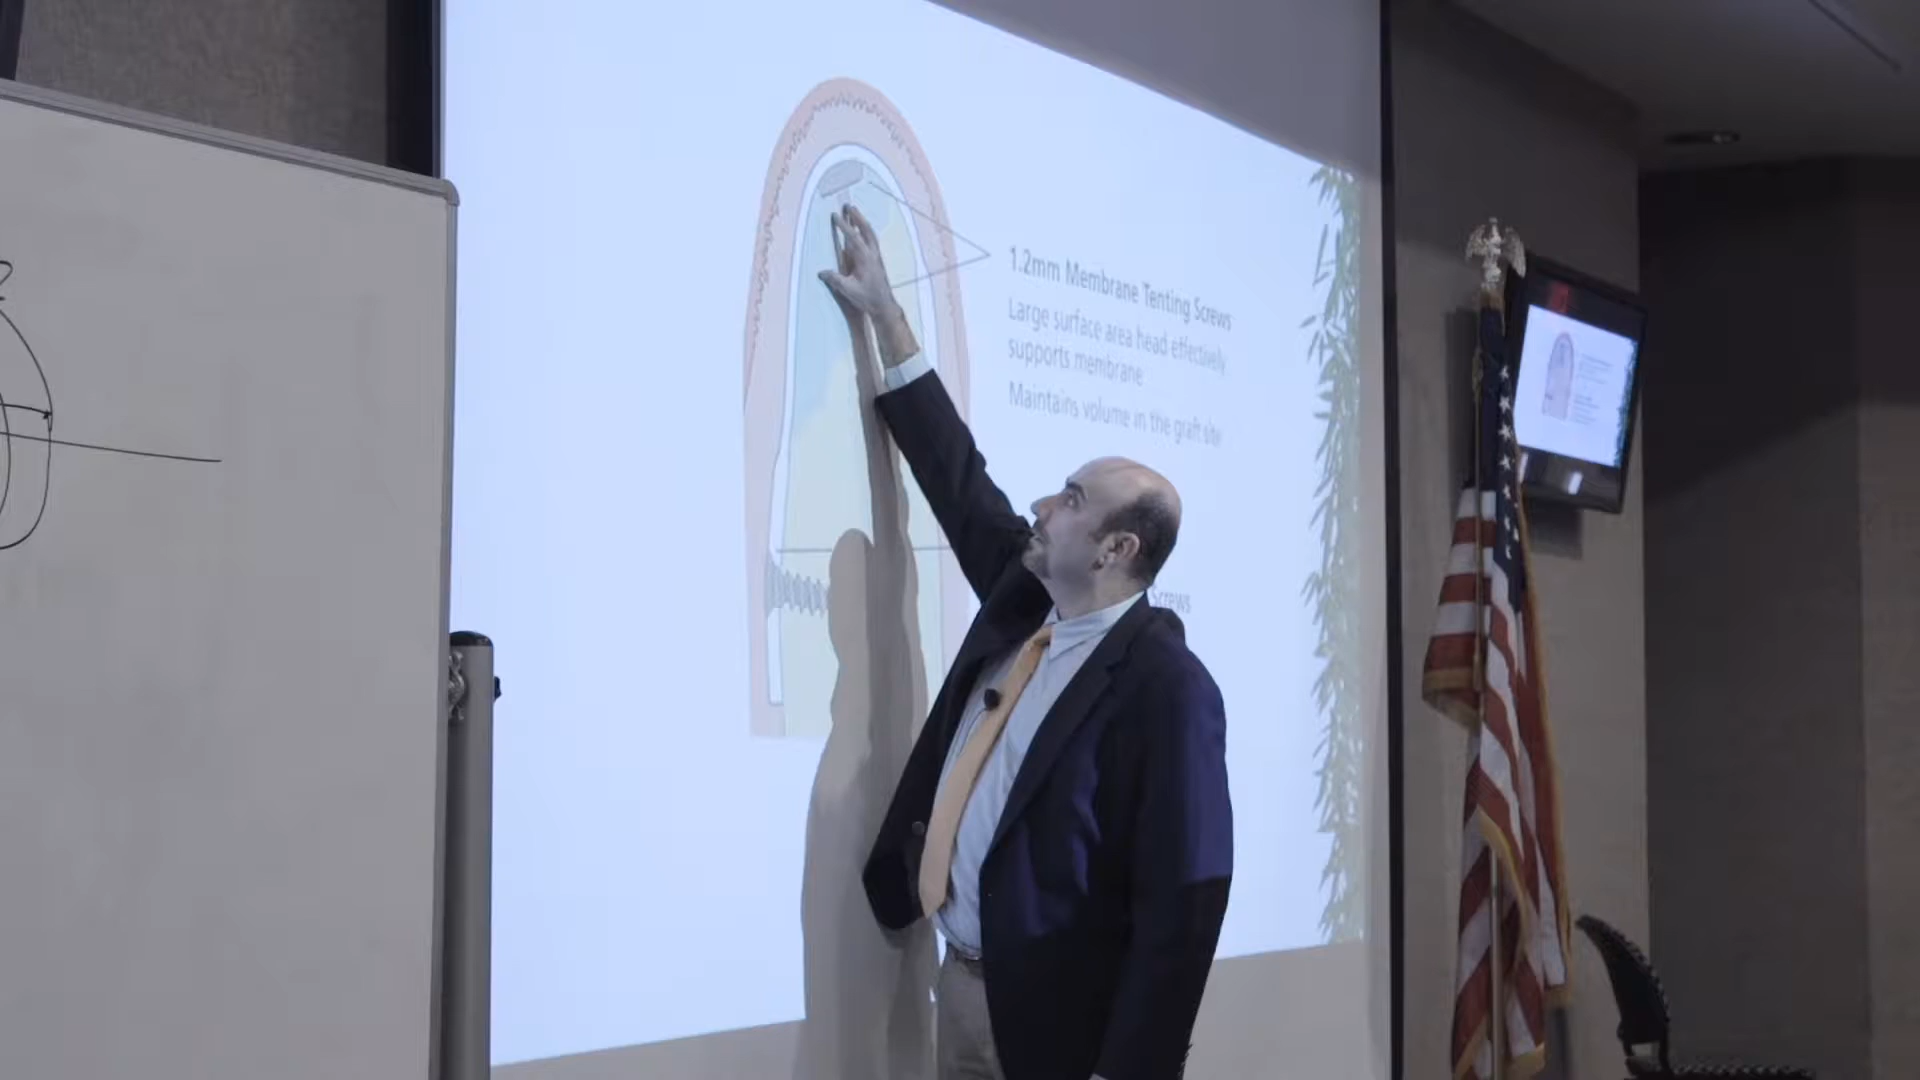 1.2mm Membrane Tenting Screws
Large surface area head effectively
supports membrane
Maintains volume in the graft site
Screws